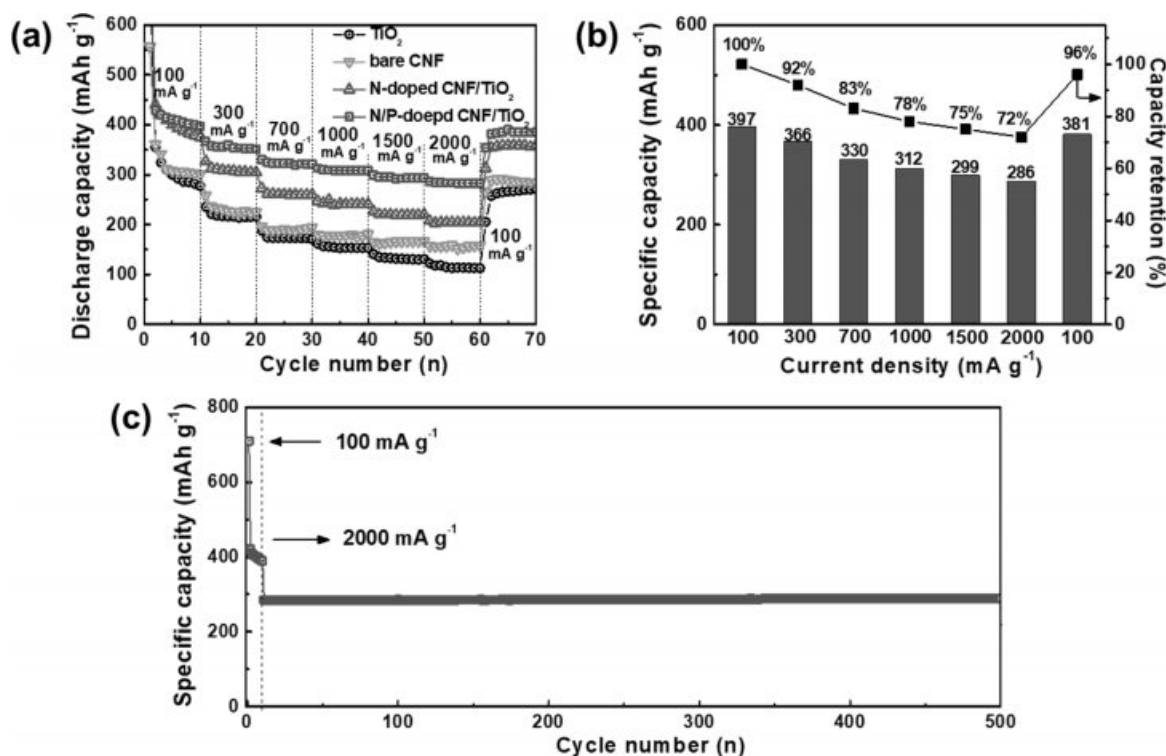 (a)
Discharge capacity (mAh g⁻¹)
600
500
400
300
200
100
0
TiO₂
bare CNF
N-doped CNF/TiO₂
N/P-doepd CNF/TiO₂
100
mA g⁻¹
300
mA g⁻¹
700
mA g⁻¹
1000
mA g⁻¹
1500
mA g⁻¹
2000
mA g⁻¹
100
mA g⁻¹
0 10 20 30 40 50 60 70
Cycle number (n)
(b)
Specific capacity (mAh g⁻¹)
600
400
200
0
100% 92% 83% 78% 75% 72% 96%
397 366 330 312 299 286 381
100 300 700 1000 1500 2000 100
Current density (mA g⁻¹)
100
80
60
40
20
0
Capacity retention (%)
(c)
Specific capacity (mAh g⁻¹)
800
600
400
200
0
100 mA g⁻¹
2000 mA g⁻¹
0 100 200 300 400 500
Cycle number (n)